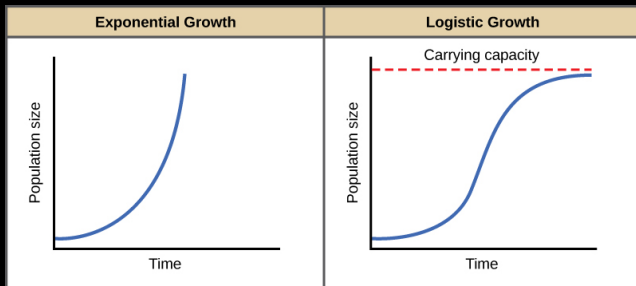 Exponential Growth
Logistic Growth
Population size
Time
Carrying capacity
Population size
Time